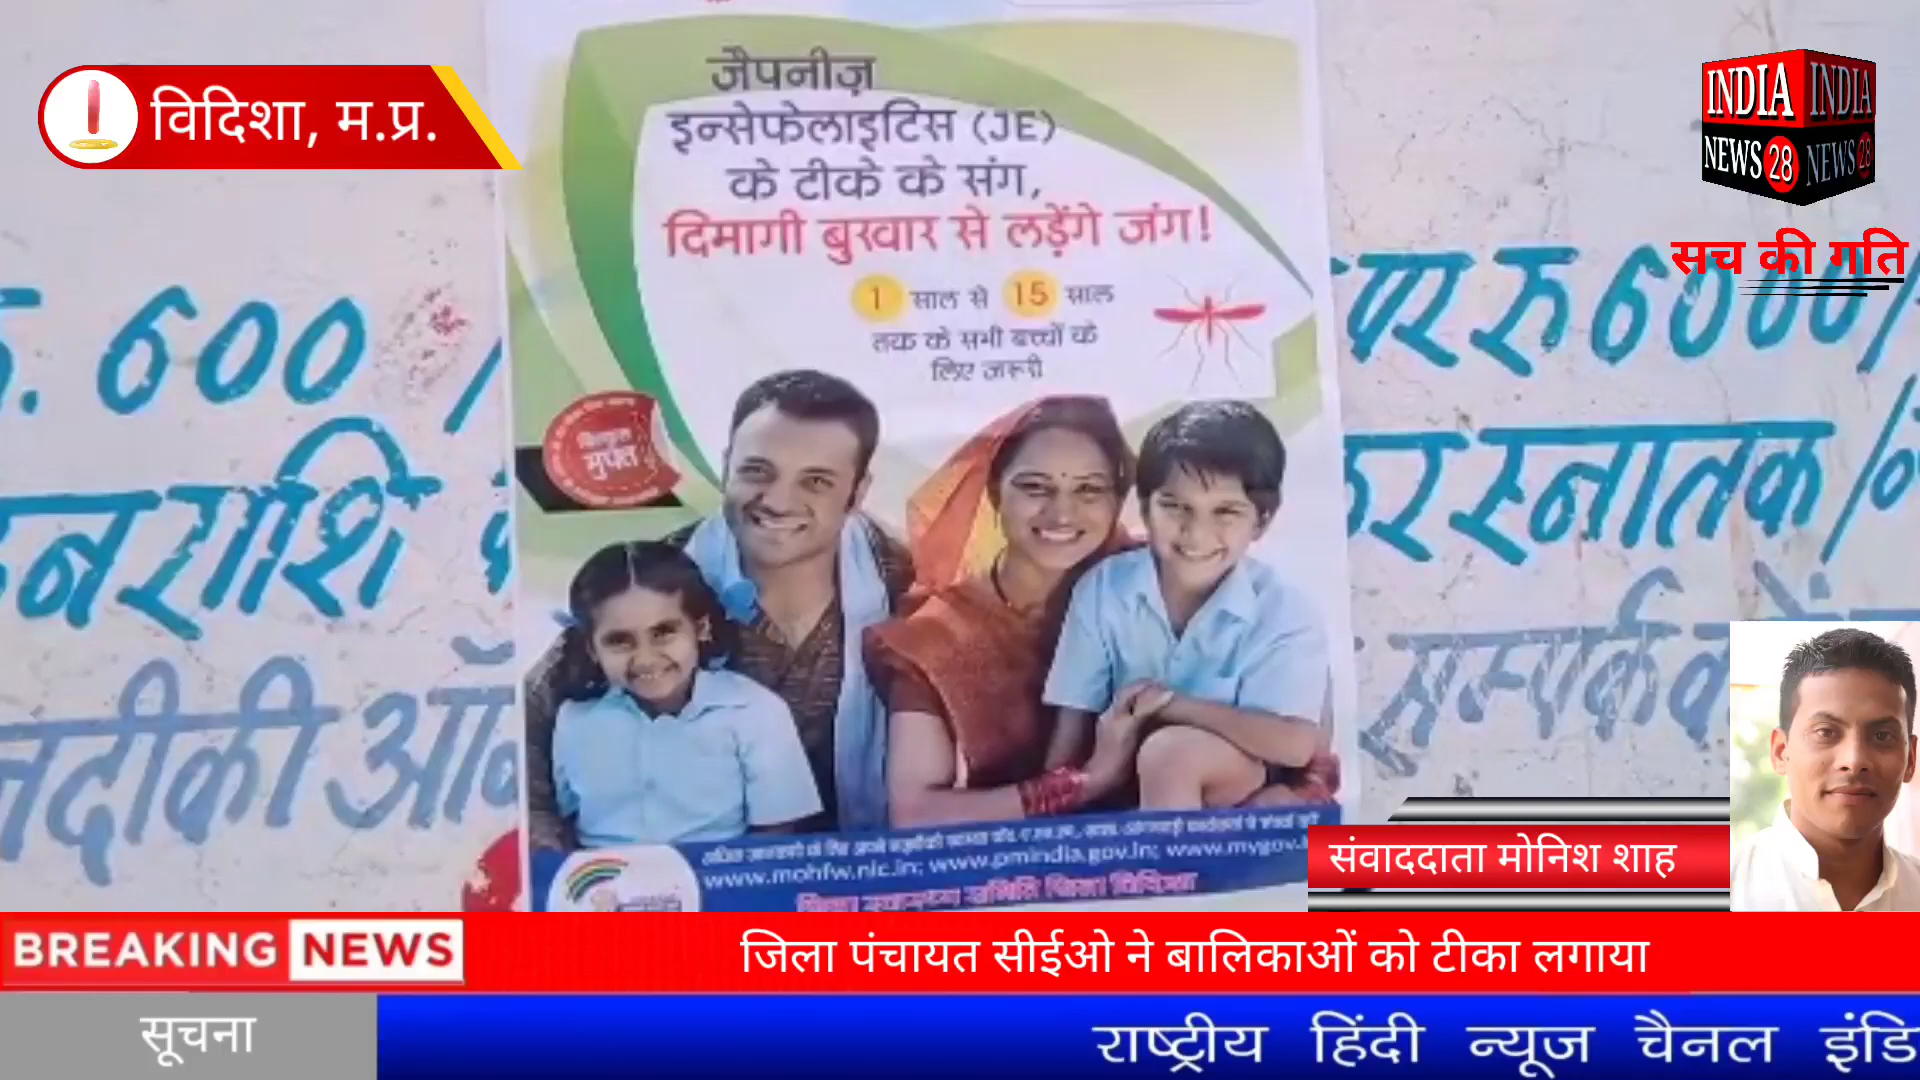 विदिशा, म.प्र.
INDIA INDIA
NEWS 28 NEWS 28
सच की गति
जैपनीज़
इन्सेफेलाइटिस (JE)
के टीके के संग,
दिमागी बुखार से लड़ेंगे जंग!
1 साल से 15 साल
तक के सभी बच्चों के
लिए जरूरी
मुफ्त
600
पर रु 6000/
राशि
स्नातक
नदीकी
सम्पर्क
www.mohfw.nic.in; www.pmindia.gov.in; www.mygov.i
संवाददाता मोनिश शाह
BREAKING NEWS
जिला पंचायत सीईओ ने बालिकाओं को टीका लगाया
सूचना
राष्ट्रीय हिंदी न्यूज चैनल इंडि